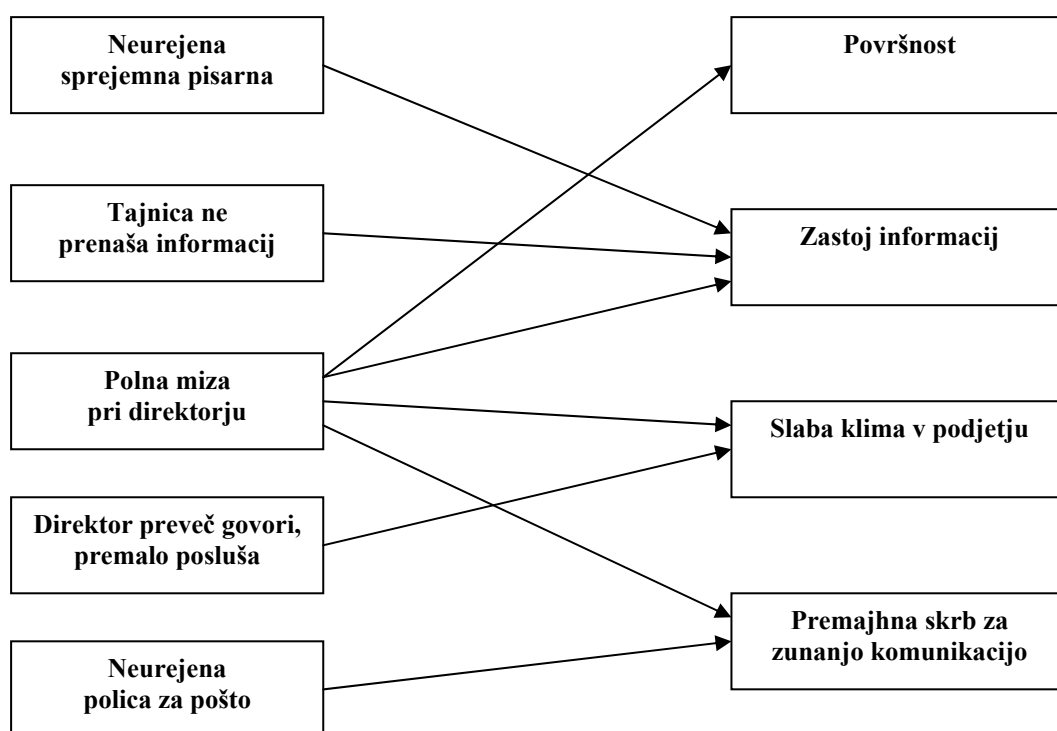 Neurejena
sprejemna pisarna
Tajnica ne
prenaša informacij
Polna miza
pri direktorju
Direktor preveč govori,
premalo posluša
Neurejena
polica za pošto
Površnost
Zastoj informacij
Slaba klima v podjetju
Premajhna skrb za
zunanjo komunikacijo